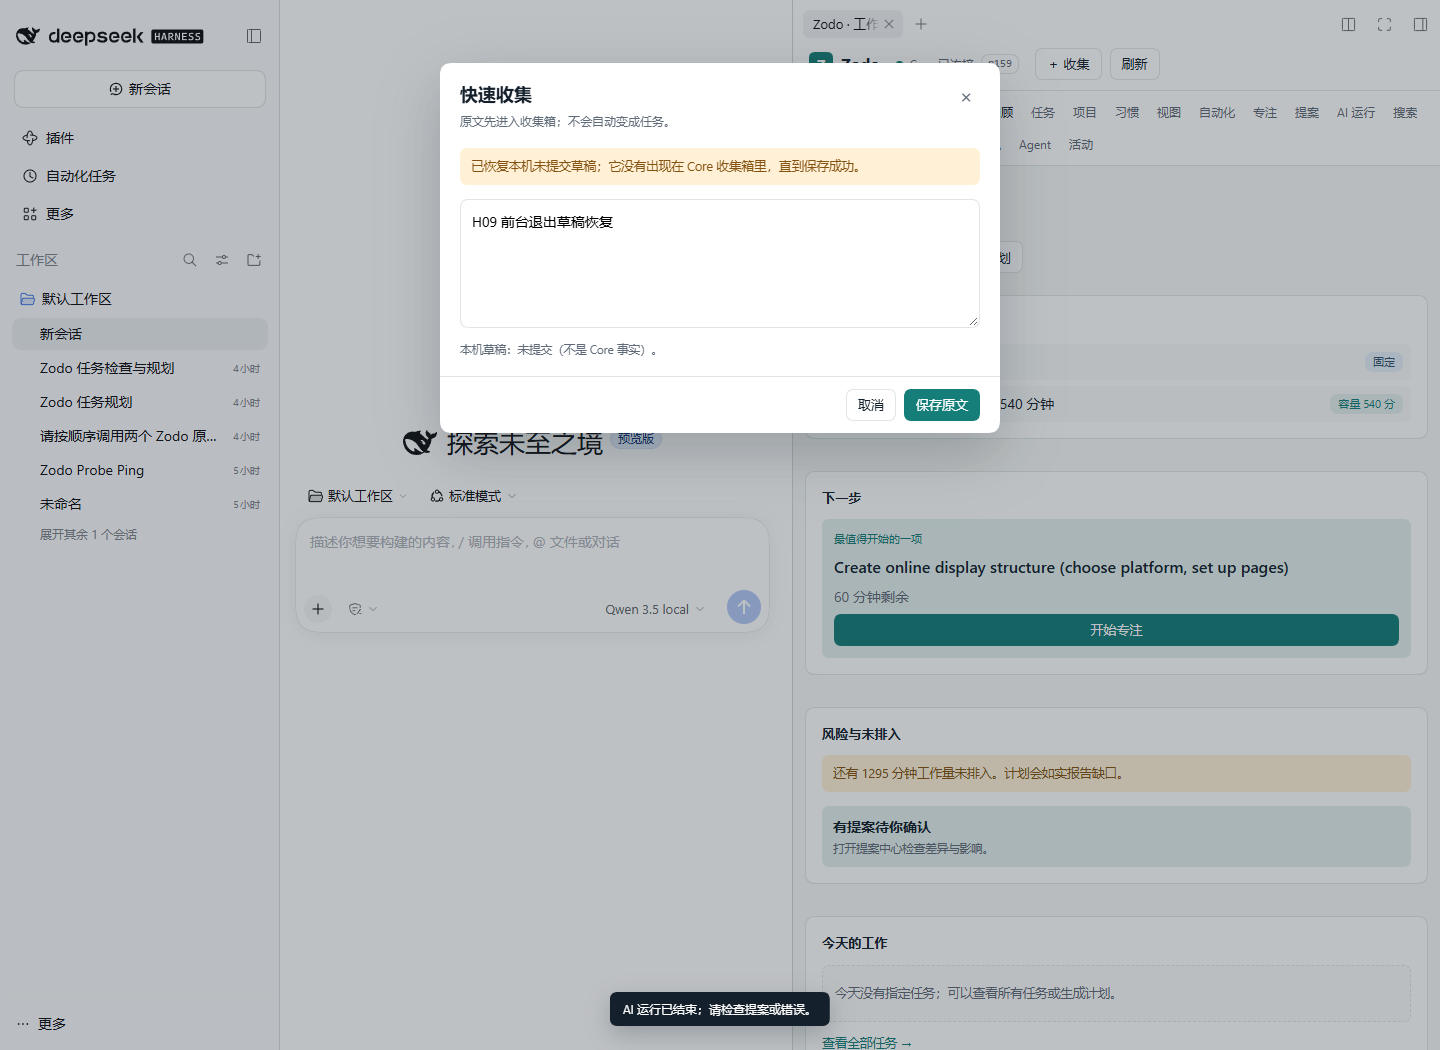 deepseek HARNESS
新会话
插件
自动化任务
更多
工作区
默认工作区
新会话
Zodo 任务检查与规划 4小时
Zodo 任务规划 4小时
请按顺序调用两个 Zodo 原... 4小时
Zodo Probe Ping 5小时
未命名 5小时
展开其余 1 个会话
··· 更多
探索未至之境 预览版
默认工作区 标准模式
描述你想要构建的内容, / 调用指令, @ 文件或对话
Qwen 3.5 local
Zodo · 工作
+ 收集 刷新
顾 任务 项目 习惯 视图 自动化 专注 提案 AI 运行 搜索
Agent 活动
划
固定
540 分钟 容量 540 分
下一步
最值得开始的一项
Create online display structure (choose platform, set up pages)
60 分钟剩余
开始专注
风险与未排入
还有 1295 分钟工作量未排入。计划会如实报告缺口。
有提案待你确认
打开提案中心检查差异与影响。
今天的工作
今天没有指定任务；可以查看所有任务或生成计划。
查看全部任务 →
快速收集
原文先进入收集箱；不会自动变成任务。
已恢复本机未提交草稿；它没有出现在 Core 收集箱里，直到保存成功。
H09 前台退出草稿恢复
本机草稿：未提交（不是 Core 事实）。
取消 保存原文
AI 运行已结束；请检查提案或错误。